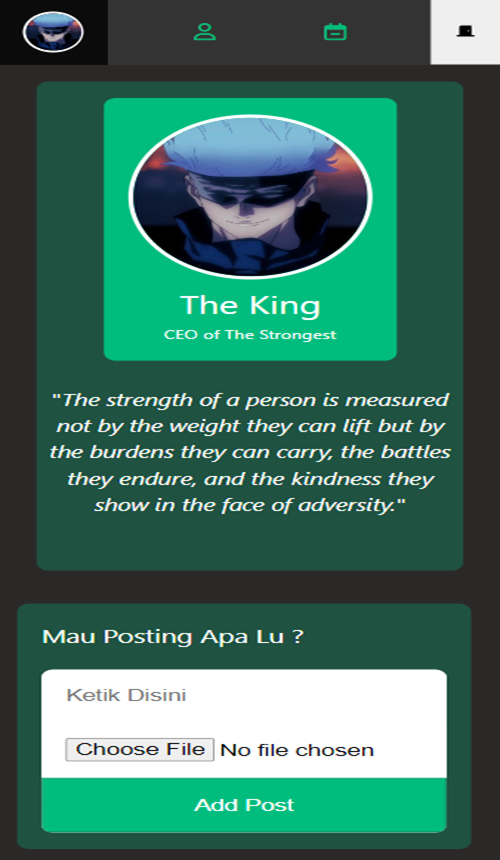 The King
CEO of The Strongest
"The strength of a person is measured
not by the weight they can lift but by
the burdens they can carry, the battles
they endure, and the kindness they
show in the face of adversity."
Mau Posting Apa Lu ?
Ketik Disini
Choose File No file chosen
Add Post